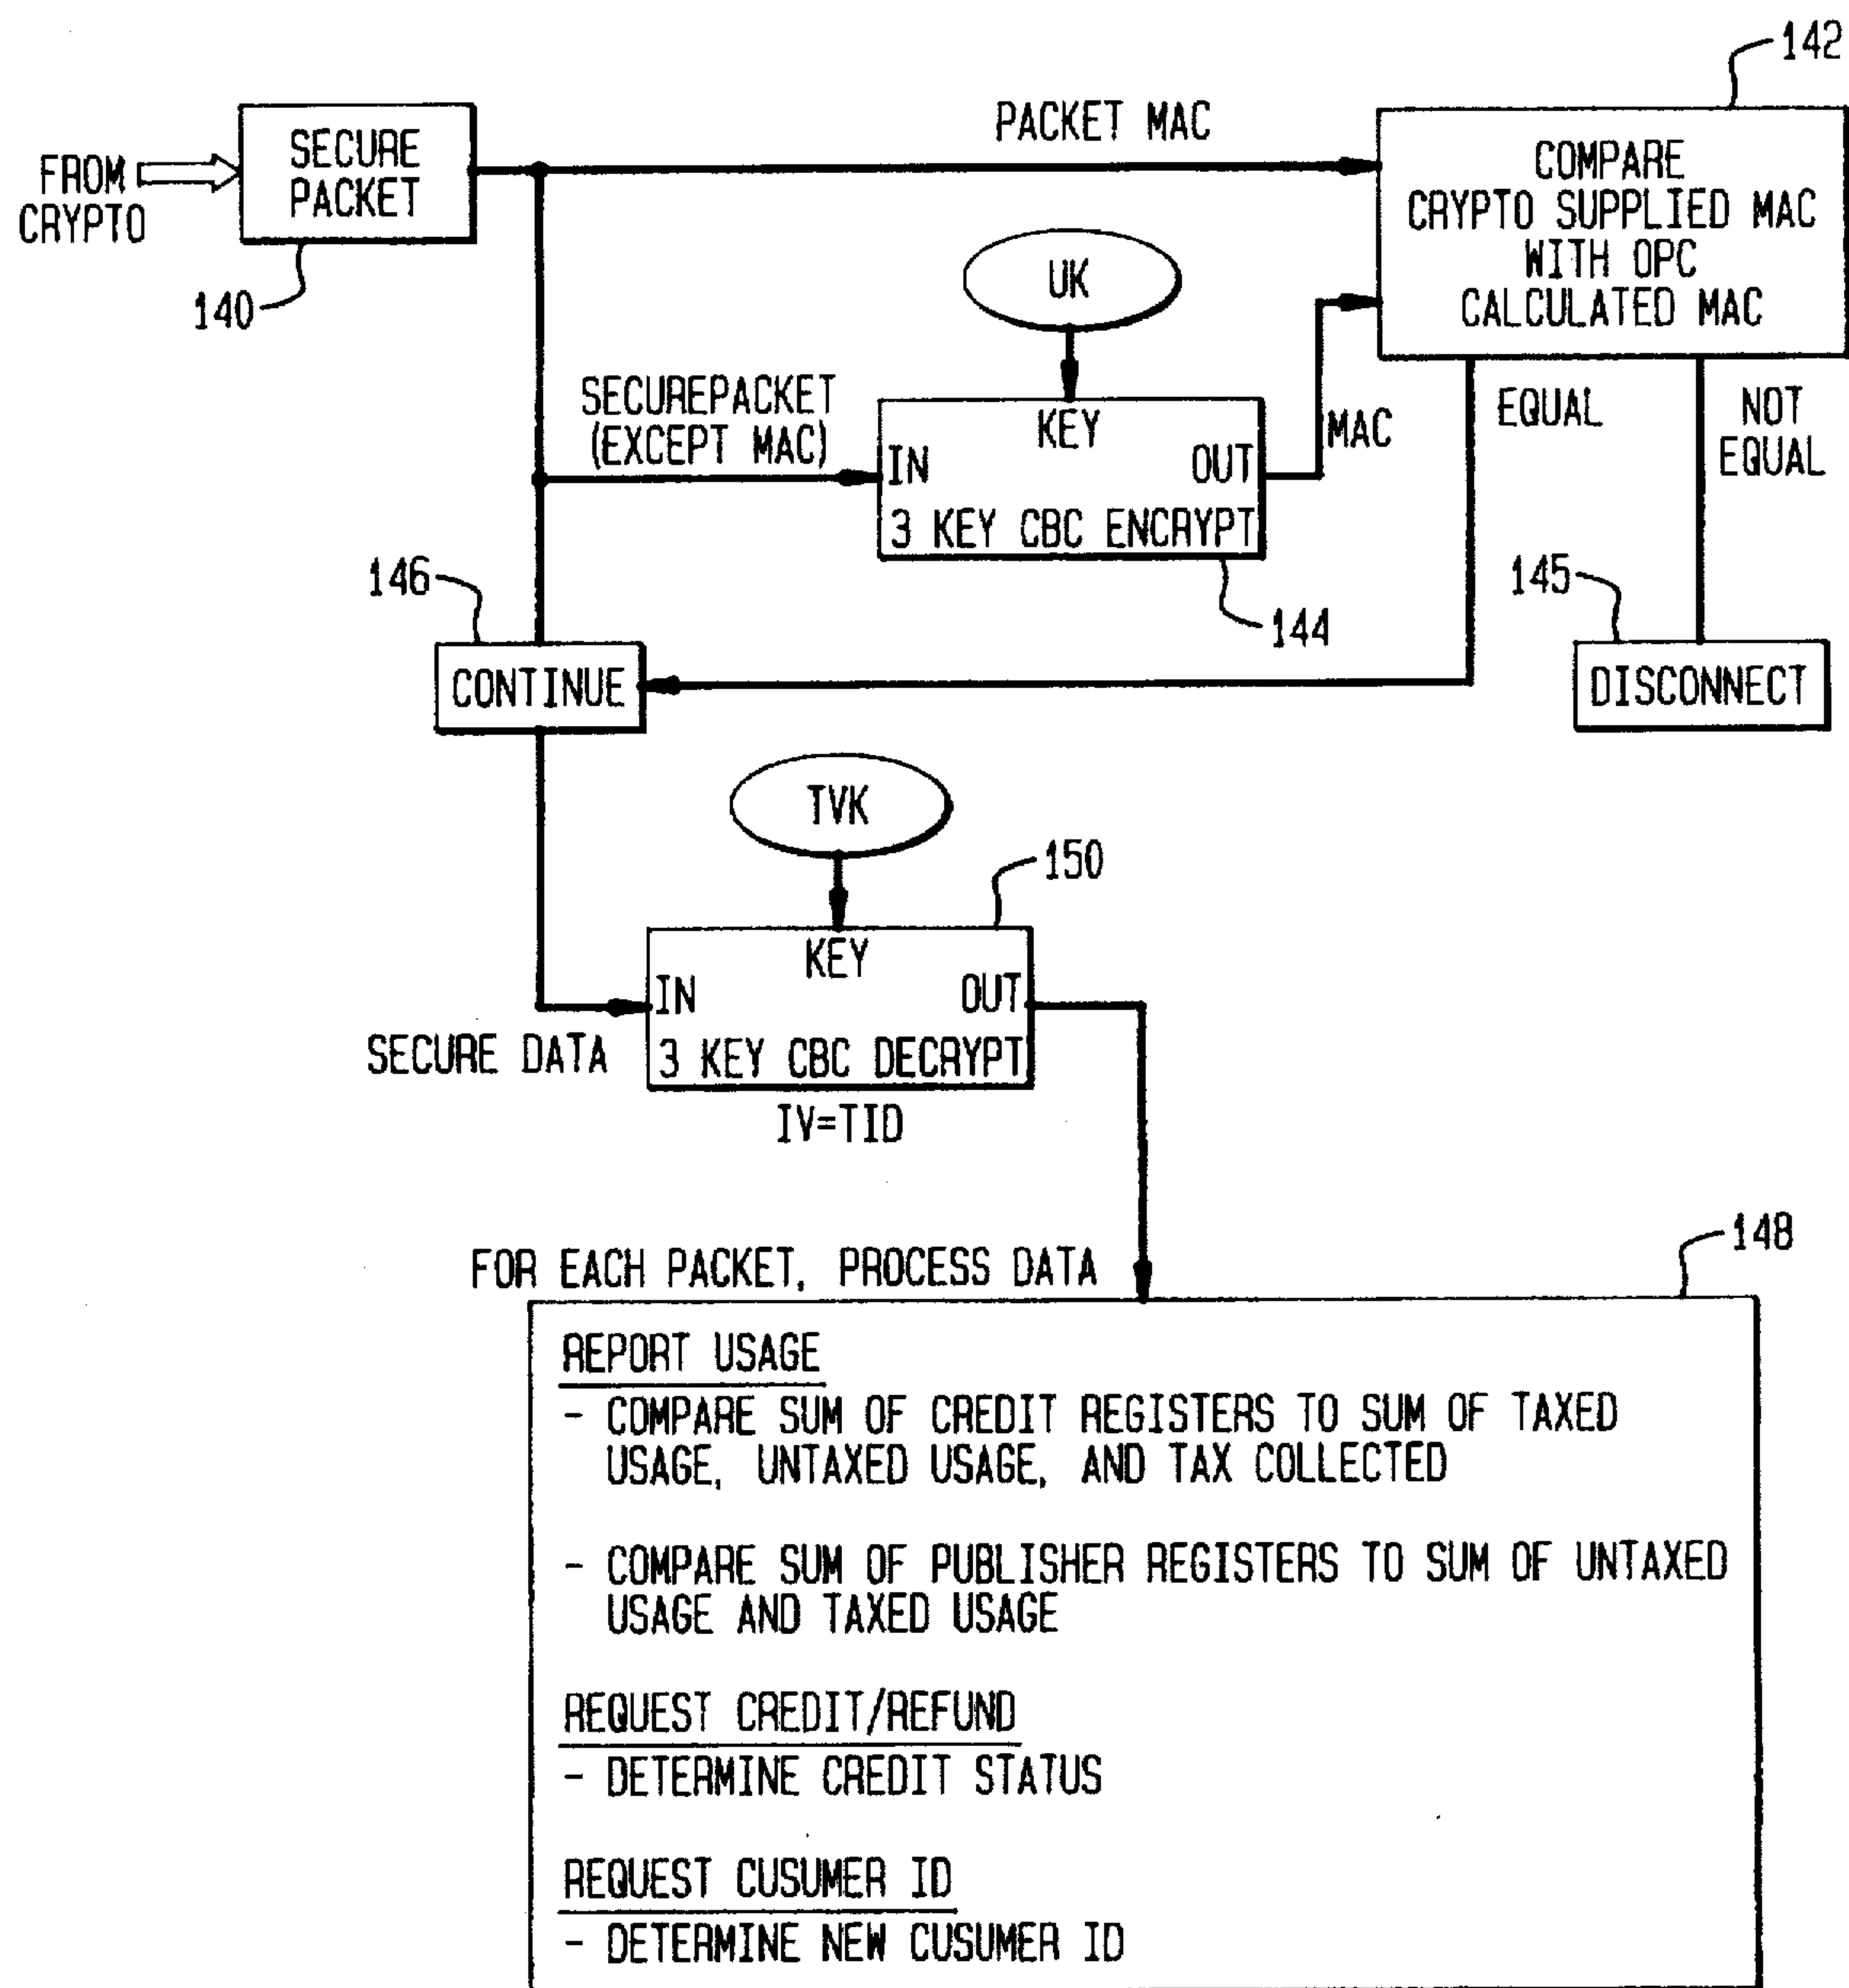 142
FROM
CRYPTO
SECURE
PACKET
140
PACKET MAC
COMPARE
CRYPTO SUPPLIED MAC
WITH OPC
CALCULATED MAC
UK
SECUREPACKET
(EXCEPT MAC)
KEY
IN
OUT
3 KEY CBC ENCRYPT
144
MAC
EQUAL
NOT
EQUAL
146
CONTINUE
145
DISCONNECT
TVK
150
KEY
IN
OUT
3 KEY CBC DECRYPT
SECURE DATA
IV=TID
FOR EACH PACKET, PROCESS DATA
148
REPORT USAGE
- COMPARE SUM OF CREDIT REGISTERS TO SUM OF TAXED
USAGE, UNTAXED USAGE, AND TAX COLLECTED
- COMPARE SUM OF PUBLISHER REGISTERS TO SUM OF UNTAXED
USAGE AND TAXED USAGE
REQUEST CREDIT/REFUND
- DETERMINE CREDIT STATUS
REQUEST CUSUMER ID
- DETERMINE NEW CUSUMER ID